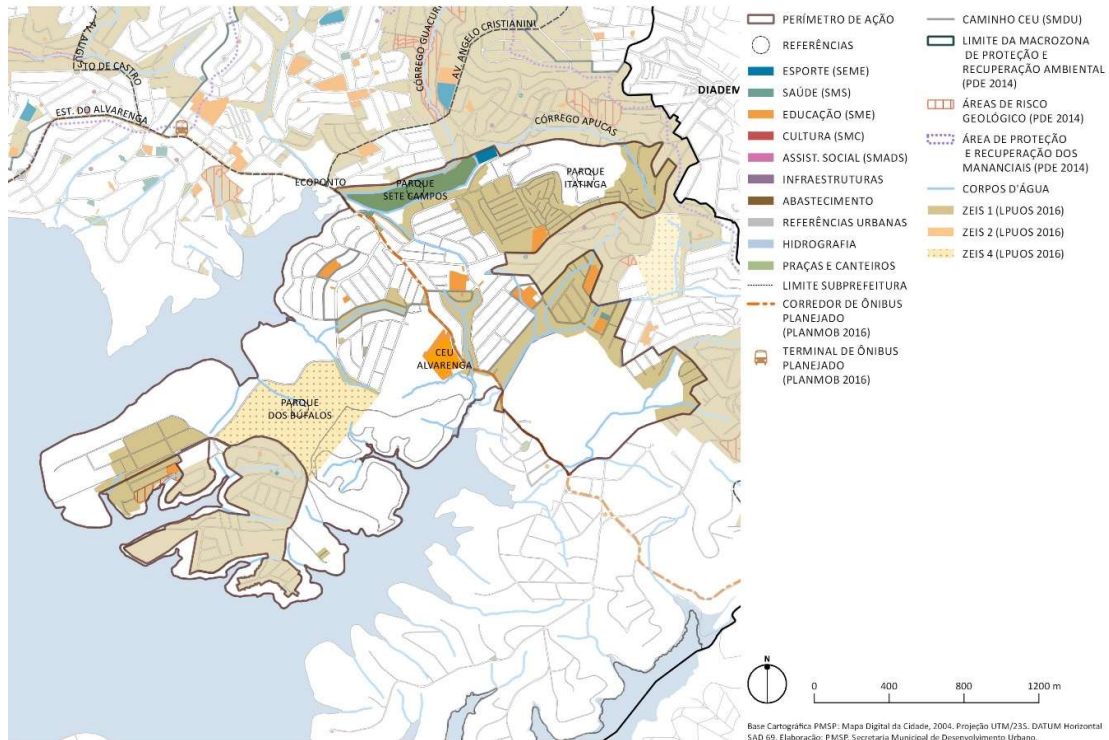 AV. AUGUS
L TO DE CASTRO
EST. DO ALVARENGA
CÓRREGO GUACURI
AV. ANGELO CRISTIANINI
CÓRREGO APUCAS
DIADEM
ECOPONTO
PARQUE
SETE CAMPOS
PARQUE
ITATINGA
CEU
ALVARENGA
PARQUE
DOS BÚFALOS
PERÍMETRO DE AÇÃO
REFERÊNCIAS
ESPORTE (SEME)
SAÚDE (SMS)
EDUCAÇÃO (SME)
CULTURA (SMC)
ASSIST. SOCIAL (SMADS)
INFRAESTRUTURAS
ABASTECIMENTO
REFERÊNCIAS URBANAS
HIDROGRAFIA
PRAÇAS E CANTEIROS
LIMITE SUBPREFEITURA
CORREDOR DE ÔNIBUS
PLANEJADO
(PLANMOB 2016)
TERMINAL DE ÔNIBUS
PLANEJADO
(PLANMOB 2016)
CAMINHO CEU (SMDU)
LIMITE DA MACROZONA
DE PROTEÇÃO E
RECUPERAÇÃO AMBIENTAL
(PDE 2014)
ÁREAS DE RISCO
GEOLÓGICO (PDE 2014)
ÁREA DE PROTEÇÃO
E RECUPERAÇÃO DOS
MANANCIAIS (PDE 2014)
CORPOS D'ÁGUA
ZEIS 1 (LPUOS 2016)
ZEIS 2 (LPUOS 2016)
ZEIS 4 (LPUOS 2016)
N
0 400 800 1200 m
Base Cartográfica PMSP: Mapa Digital da Cidade, 2004. Projeção UTM/23S. DATUM Horizontal
SAD 69. Elaboração: PMSP. Secretaria Municipal de Desenvolvimento Urbano.